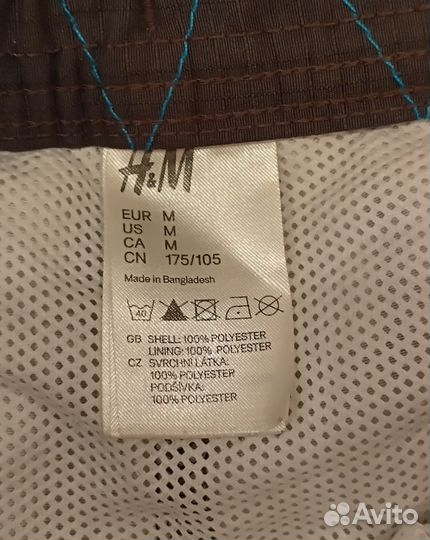 H&M
EUR M
US M
CA M
CN 175/105
Made in Bangladesh
40
GB SHELL: 100% POLYESTER
LINING: 100% POLYESTER
CZ SVRCHNÍ LÁTKA:
100% POLYESTER
PODŠÍVKA:
100% POLYESTER
Avito